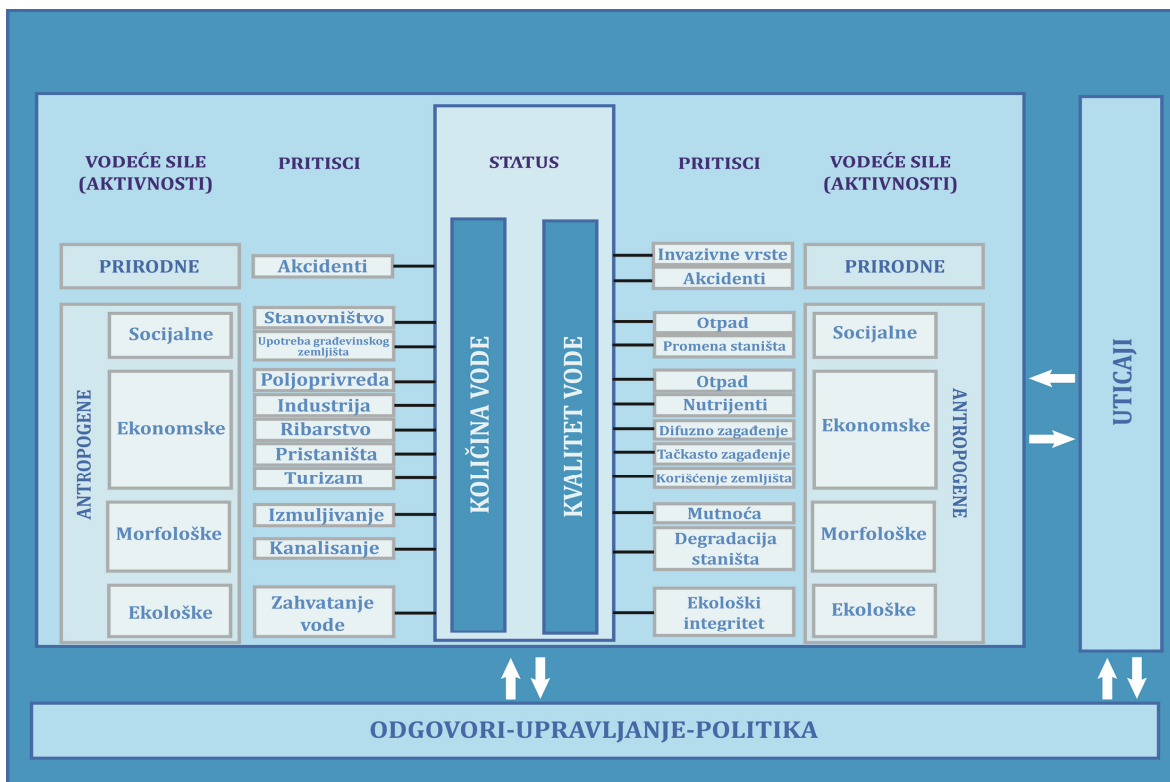 VODEĆE SILE
(AKTIVNOSTI)
PRITISCI
STATUS
PRITISCI
VODEĆE SILE
(AKTIVNOSTI)
PRIRODNE
ANTROPOGENE
Socijalne
Ekonomske
Morfološke
Ekološke
Akcidenti
Stanovništvo
Upotreba građevinskog
zemljišta
Poljoprivreda
Industrija
Ribarstvo
Pristaništa
Turizam
Izmuljivanje
Kanalisanje
Zahvatanje
vode
KOLIČINA VODE
KVALITET VODE
Invazivne vrste
Akcidenti
Otpad
Promena staništa
Otpad
Nutrijenti
Difuzno zagađenje
Tačkasto zagađenje
Korišćenje zemljišta
Mutnoća
Degradacija
staništa
Ekološki
integritet
PRIRODNE
Socijalne
Ekonomske
Morfološke
Ekološke
ANTROPOGENE
UTICAJI
ODGOVORI-UPRAVLJANJE-POLITIKA